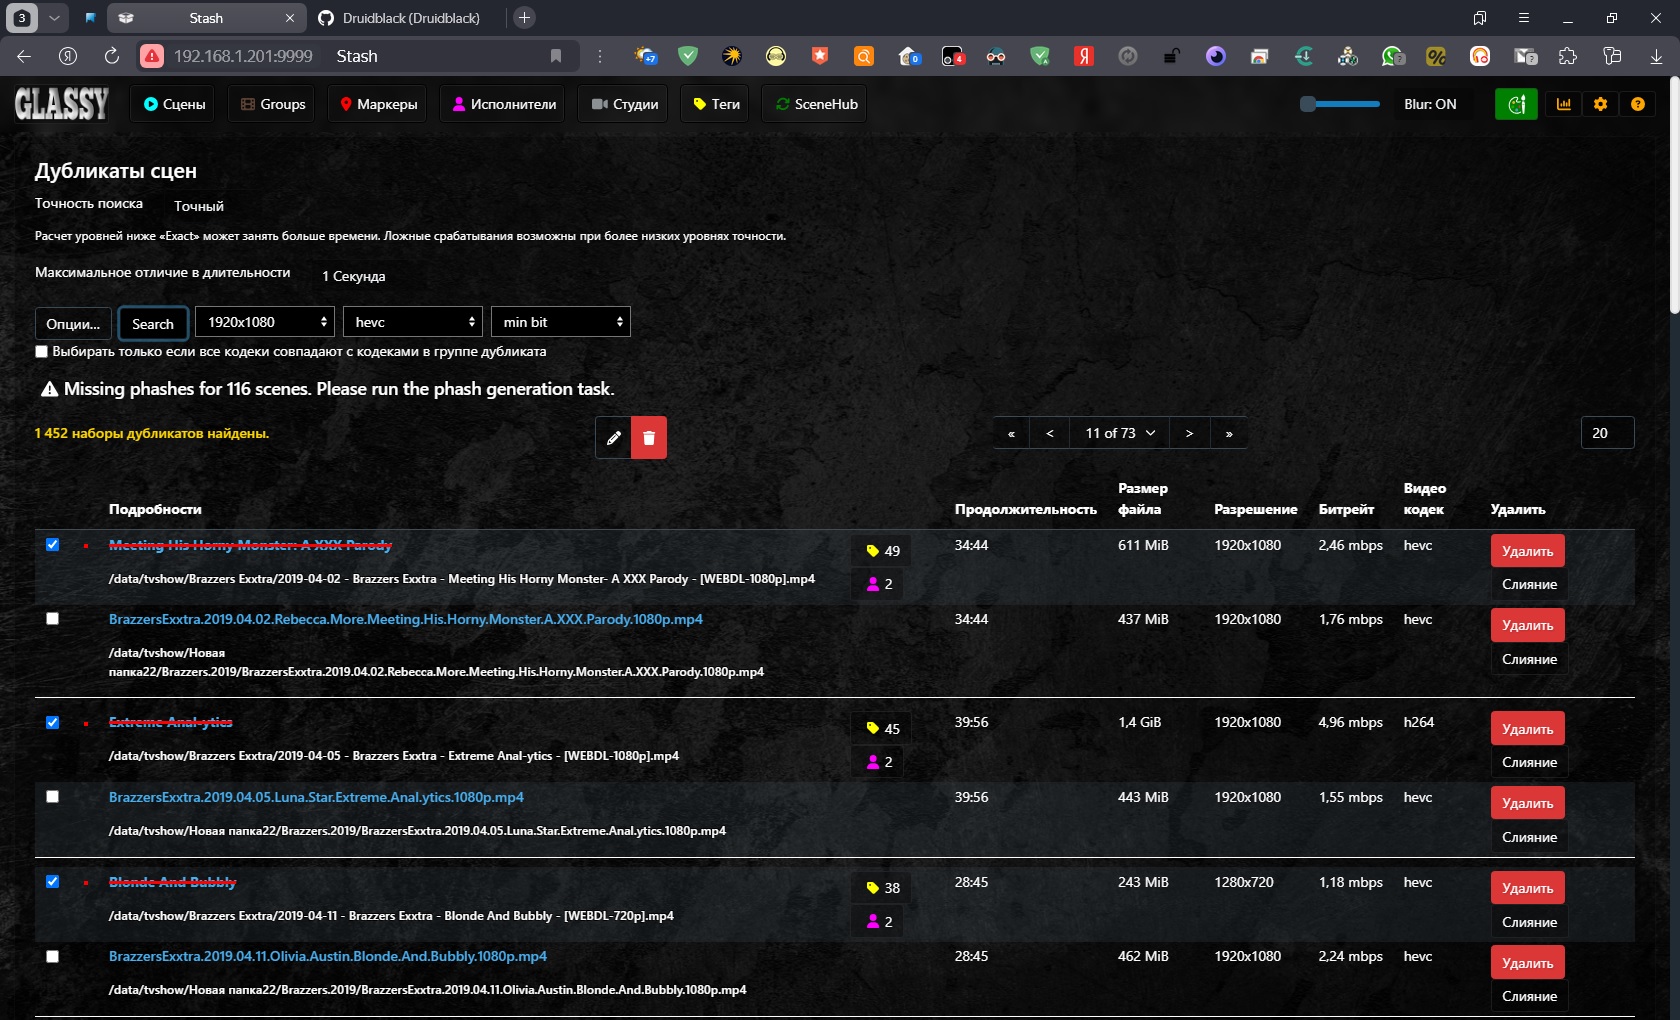 3
Stash
Druidblack (Druidblack)
192.168.1.201:9999 Stash
+7
0
4
GLASSY
Сцены
Groups
Маркеры
Исполнители
Студии
Теги
SceneHub
Blur: ON
Дубликаты сцен
Точность поиска Точный
Расчет уровней ниже «Exact» может занять больше времени. Ложные срабатывания возможны при более низких уровнях точности.
Максимальное отличие в длительности 1 Секунда
Опции... Search 1920x1080 hevc min bit
Выбирать только если все кодеки совпадают с кодеками в группе дубликата
Missing phashes for 116 scenes. Please run the phash generation task.
1 452 наборы дубликатов найдены.
« < 11 of 73 > »
20
Подробности Продолжительность Размер файла Разрешение Битрейт Видео кодек Удалить
Meeting His Horny Monster: A XXX Parody 49 34:44 611 MiB 1920x1080 2,46 mbps hevc Удалить
/data/tvshow/Brazzers Exxtra/2019-04-02 - Brazzers Exxtra - Meeting His Horny Monster- A XXX Parody - [WEBDL-1080p].mp4 2 Слияние
BrazzersExxtra.2019.04.02.Rebecca.More.Meeting.His.Horny.Monster.A.XXX.Parody.1080p.mp4 34:44 437 MiB 1920x1080 1,76 mbps hevc Удалить
/data/tvshow/Новая Слияние
папка22/Brazzers.2019/BrazzersExxtra.2019.04.02.Rebecca.More.Meeting.His.Horny.Monster.A.XXX.Parody.1080p.mp4
Extreme Anal-ytics 45 39:56 1,4 GiB 1920x1080 4,96 mbps h264 Удалить
/data/tvshow/Brazzers Exxtra/2019-04-05 - Brazzers Exxtra - Extreme Anal-ytics - [WEBDL-1080p].mp4 2 Слияние
BrazzersExxtra.2019.04.05.Luna.Star.Extreme.Anal.ytics.1080p.mp4 39:56 443 MiB 1920x1080 1,55 mbps hevc Удалить
/data/tvshow/Новая папка22/Brazzers.2019/BrazzersExxtra.2019.04.05.Luna.Star.Extreme.Anal.ytics.1080p.mp4 Слияние
Blonde And Bubbly 38 28:45 243 MiB 1280x720 1,18 mbps hevc Удалить
/data/tvshow/Brazzers Exxtra/2019-04-11 - Brazzers Exxtra - Blonde And Bubbly - [WEBDL-720p].mp4 2 Слияние
BrazzersExxtra.2019.04.11.Olivia.Austin.Blonde.And.Bubbly.1080p.mp4 28:45 462 MiB 1920x1080 2,24 mbps hevc Удалить
/data/tvshow/Новая папка22/Brazzers.2019/BrazzersExxtra.2019.04.11.Olivia.Austin.Blonde.And.Bubbly.1080p.mp4 Слияние